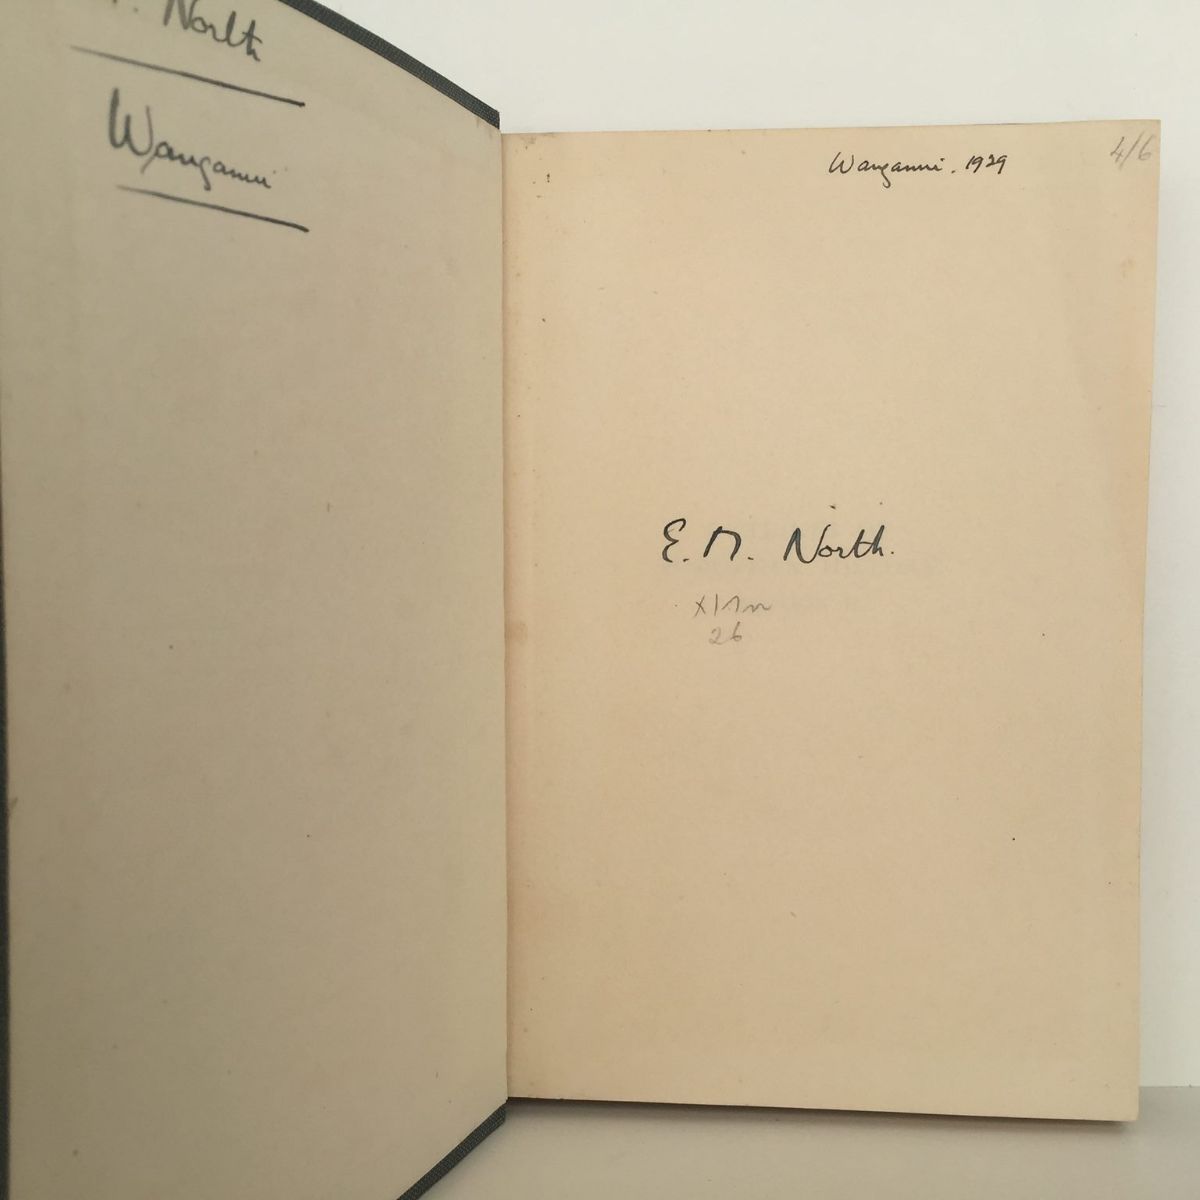 North
Wanganui
Wanganui. 1929
4/6
E. M. North.
26